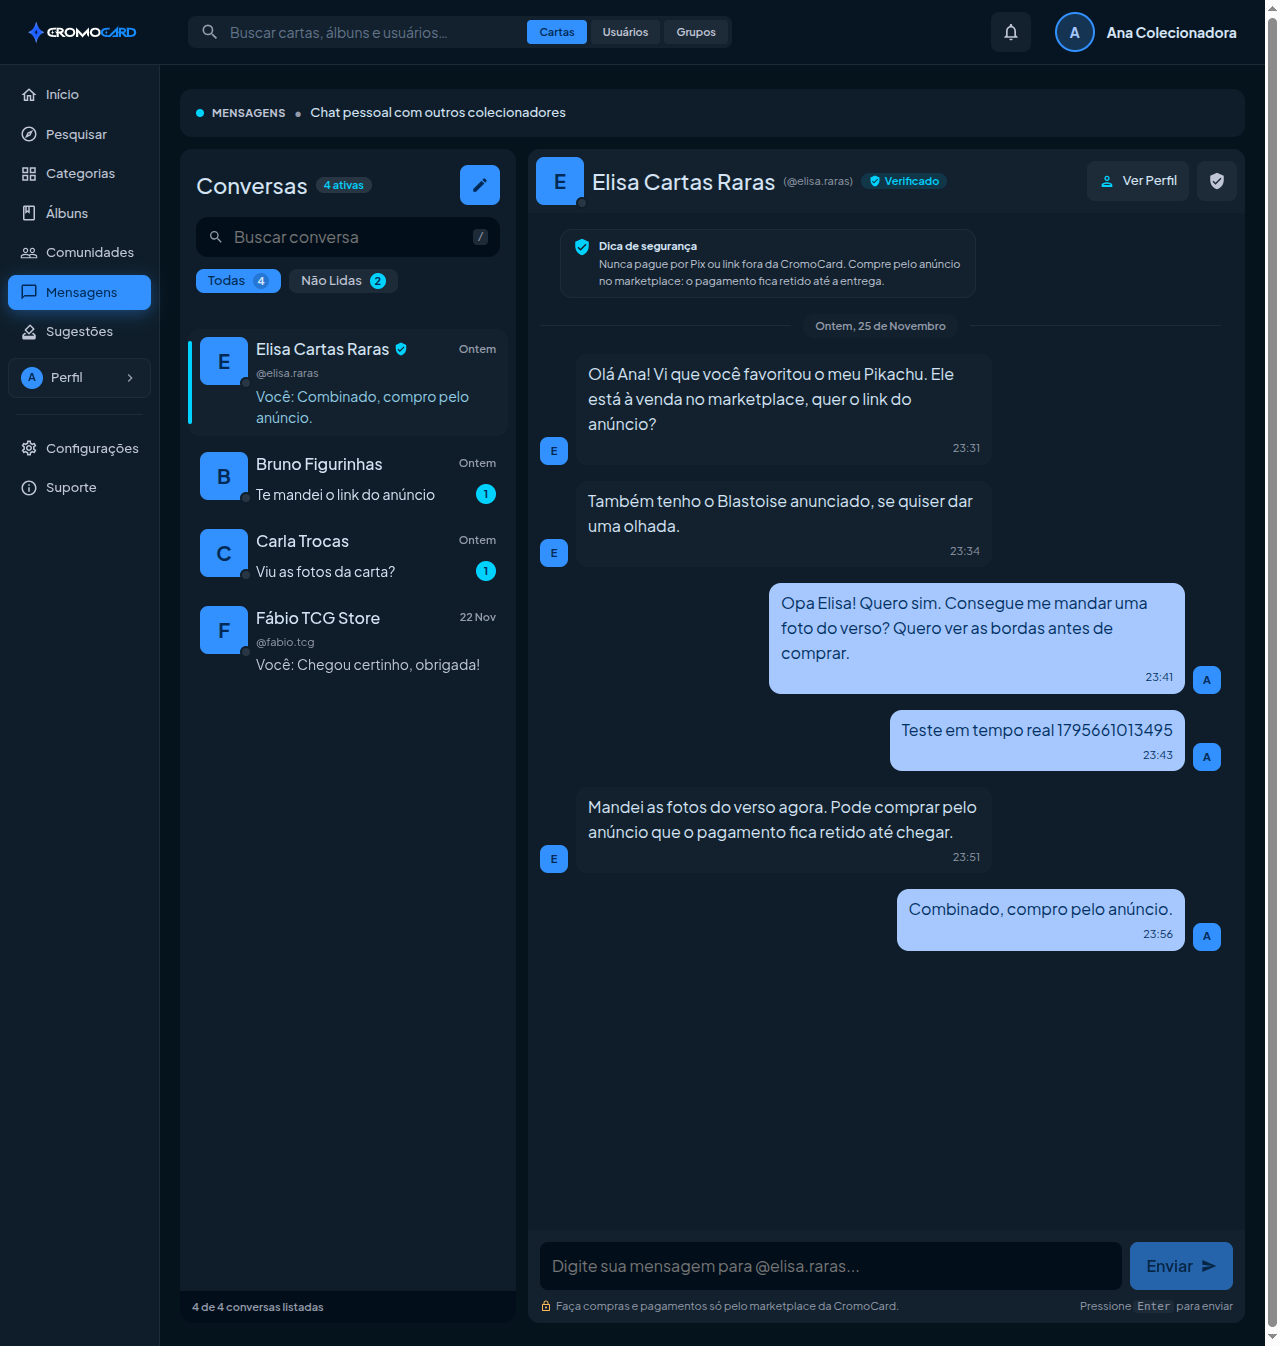 CROMOCARD
Buscar cartas, álbuns e usuários...
Cartas
Usuários
Grupos
A
Ana Colecionadora
Início
Pesquisar
Categorias
Álbuns
Comunidades
Mensagens
Sugestões
A
Perfil
Configurações
Suporte
MENSAGENS • Chat pessoal com outros colecionadores
Conversas
4 ativas
Buscar conversa
/
Todas 4
Não Lidas 2
E
Elisa Cartas Raras
Ontem
@elisa.raras
Você: Combinado, compro pelo
anúncio.
B
Bruno Figurinhas
Ontem
Te mandei o link do anúncio
1
C
Carla Trocas
Ontem
Viu as fotos da carta?
1
F
Fábio TCG Store
22 Nov
@fabio.tcg
Você: Chegou certinho, obrigada!
4 de 4 conversas listadas
E
Elisa Cartas Raras
(@elisa.raras)
Verificado
Ver Perfil
Dica de segurança
Nunca pague por Pix ou link fora da CromoCard. Compre pelo anúncio
no marketplace: o pagamento fica retido até a entrega.
Ontem, 25 de Novembro
Olá Ana! Vi que você favoritou o meu Pikachu. Ele
está à venda no marketplace, quer o link do
anúncio?
23:31
E
Também tenho o Blastoise anunciado, se quiser dar
uma olhada.
23:34
E
Opa Elisa! Quero sim. Consegue me mandar uma
foto do verso? Quero ver as bordas antes de
comprar.
23:41
A
Teste em tempo real 1795661013495
23:43
A
Mandei as fotos do verso agora. Pode comprar pelo
anúncio que o pagamento fica retido até chegar.
23:51
E
Combinado, compro pelo anúncio.
23:56
A
Digite sua mensagem para @elisa.raras...
Enviar
Faça compras e pagamentos só pelo marketplace da CromoCard.
Pressione Enter para enviar